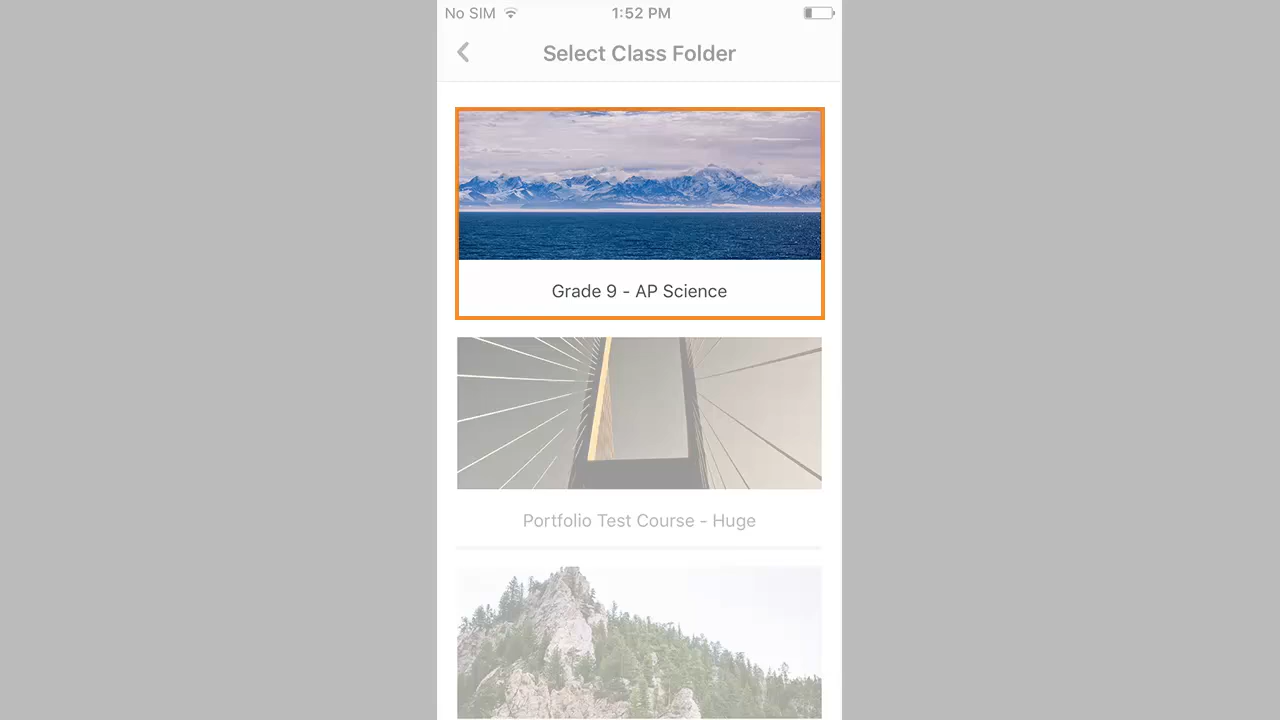 No SIM 1:52 PM
Select Class Folder
Grade 9 - AP Science
Portfolio Test Course - Huge